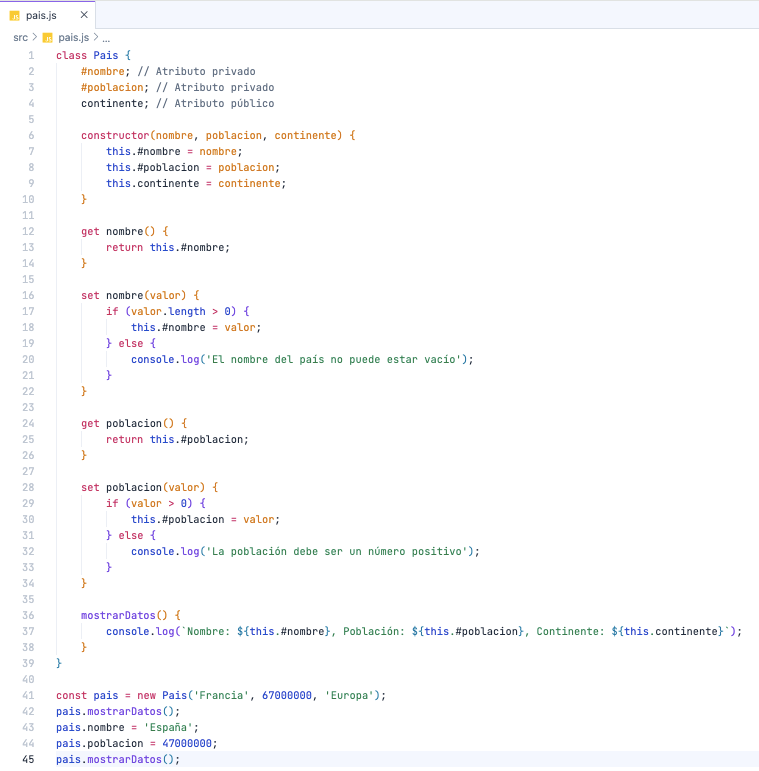 pais.js
src > pais.js > ...
1 class Pais {
2     #nombre; // Atributo privado
3     #poblacion; // Atributo privado
4     continente; // Atributo público
5
6     constructor(nombre, poblacion, continente) {
7         this.#nombre = nombre;
8         this.#poblacion = poblacion;
9         this.continente = continente;
10     }
11
12     get nombre() {
13         return this.#nombre;
14     }
15
16     set nombre(valor) {
17         if (valor.length > 0) {
18             this.#nombre = valor;
19         } else {
20             console.log('El nombre del país no puede estar vacío');
21         }
22     }
23
24     get poblacion() {
25         return this.#poblacion;
26     }
27
28     set poblacion(valor) {
29         if (valor > 0) {
30             this.#poblacion = valor;
31         } else {
32             console.log('La población debe ser un número positivo');
33         }
34     }
35
36     mostrarDatos() {
37         console.log(`Nombre: ${this.#nombre}, Población: ${this.#poblacion}, Continente: ${this.continente}`);
38     }
39 }
40
41 const pais = new Pais('Francia', 67000000, 'Europa');
42 pais.mostrarDatos();
43 pais.nombre = 'España';
44 pais.poblacion = 47000000;
45 pais.mostrarDatos();